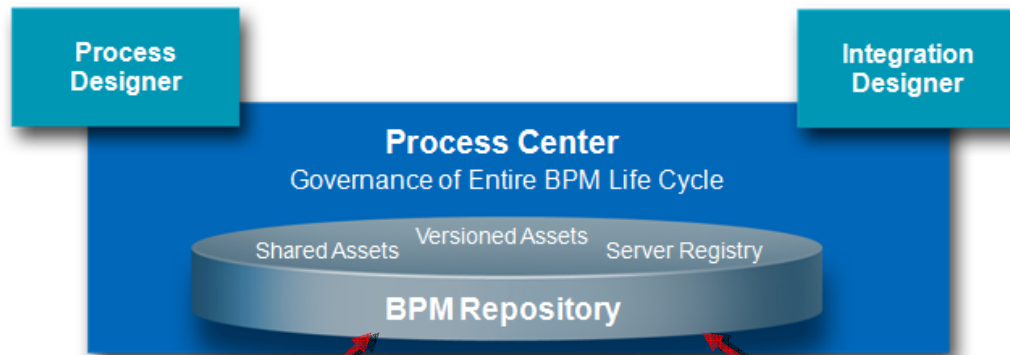 Process
Designer
Integration
Designer
Process Center
Governance of Entire BPM Life Cycle
Shared Assets
Versioned Assets
Server Registry
BPM Repository